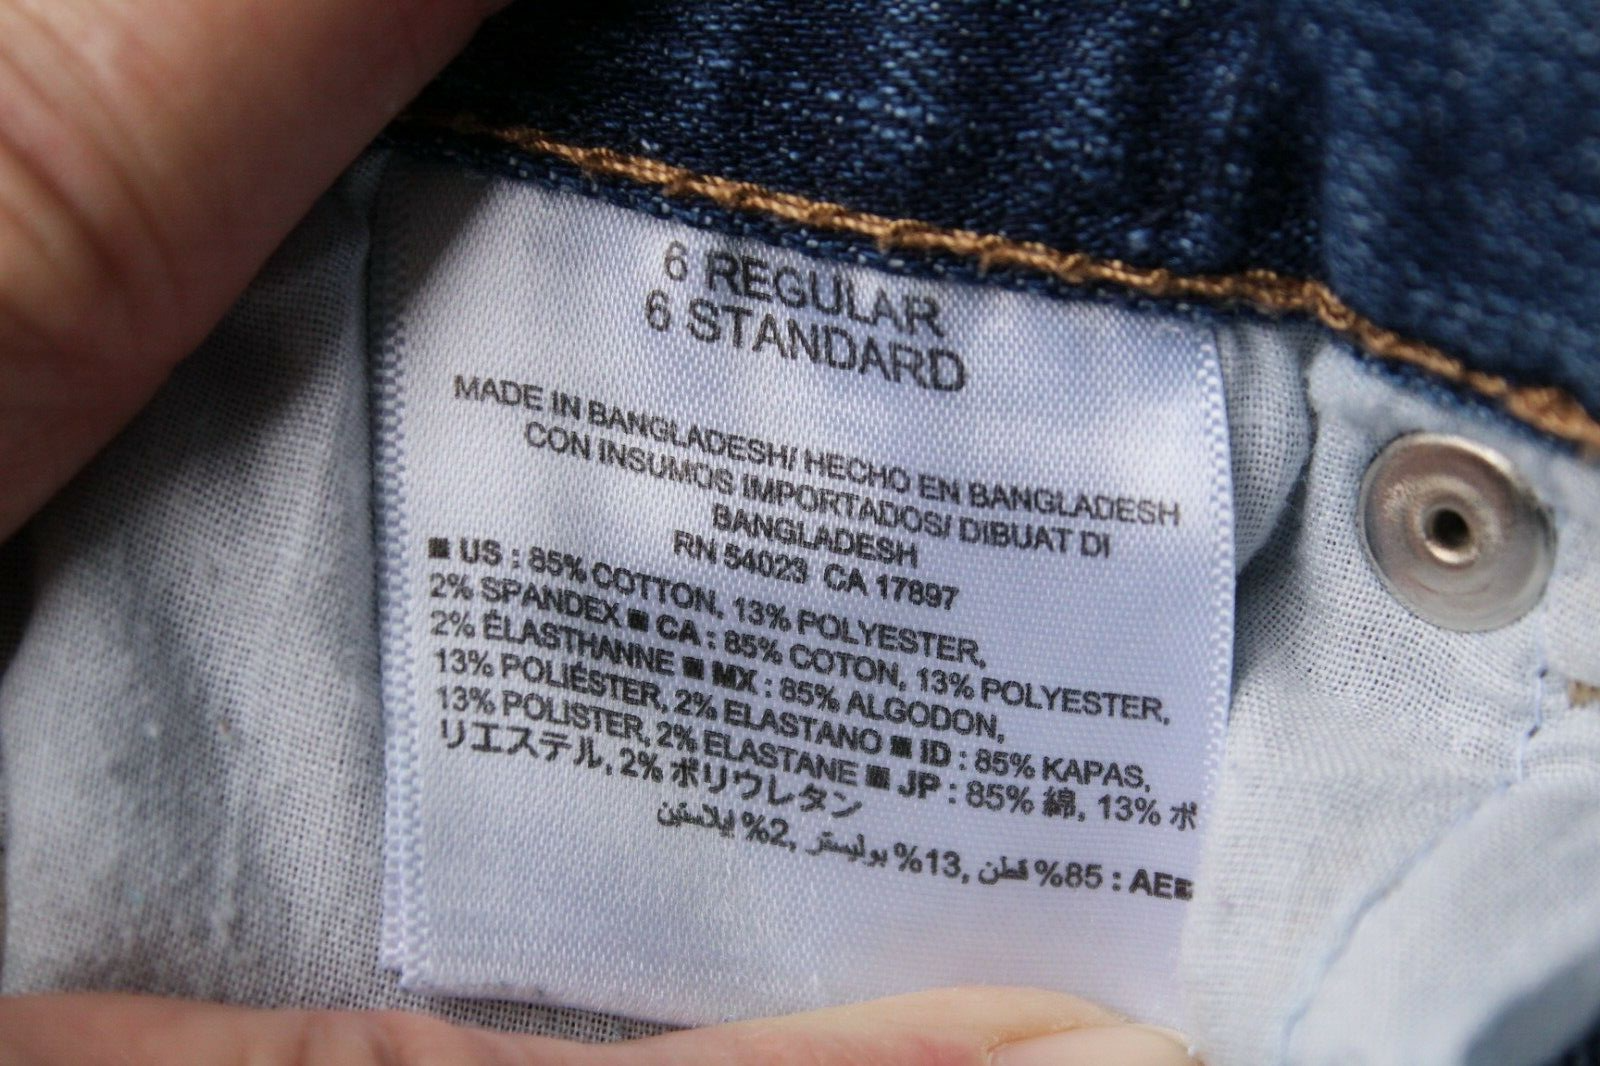 6 REGULAR
6 STANDARD
MADE IN BANGLADESH/ HECHO EN BANGLADESH
CON INSUMOS IMPORTADOS/ DIBUAT DI
BANGLADESH
RN 54023 CA 17897
■ US : 85% COTTON, 13% POLYESTER,
2% SPANDEX ■ CA : 85% COTON, 13% POLYESTER,
2% ÉLASTHANNE ■ MX : 85% ALGODON,
13% POLIÉSTER, 2% ELASTANO ■ ID : 85% KAPAS,
13% POLISTER, 2% ELASTANE ■ JP : 85% 綿, 13% ポ
リエステル, 2% ポリウレタン
■AE : 85% قطن, 13% بوليستر, 2% إيلاستين